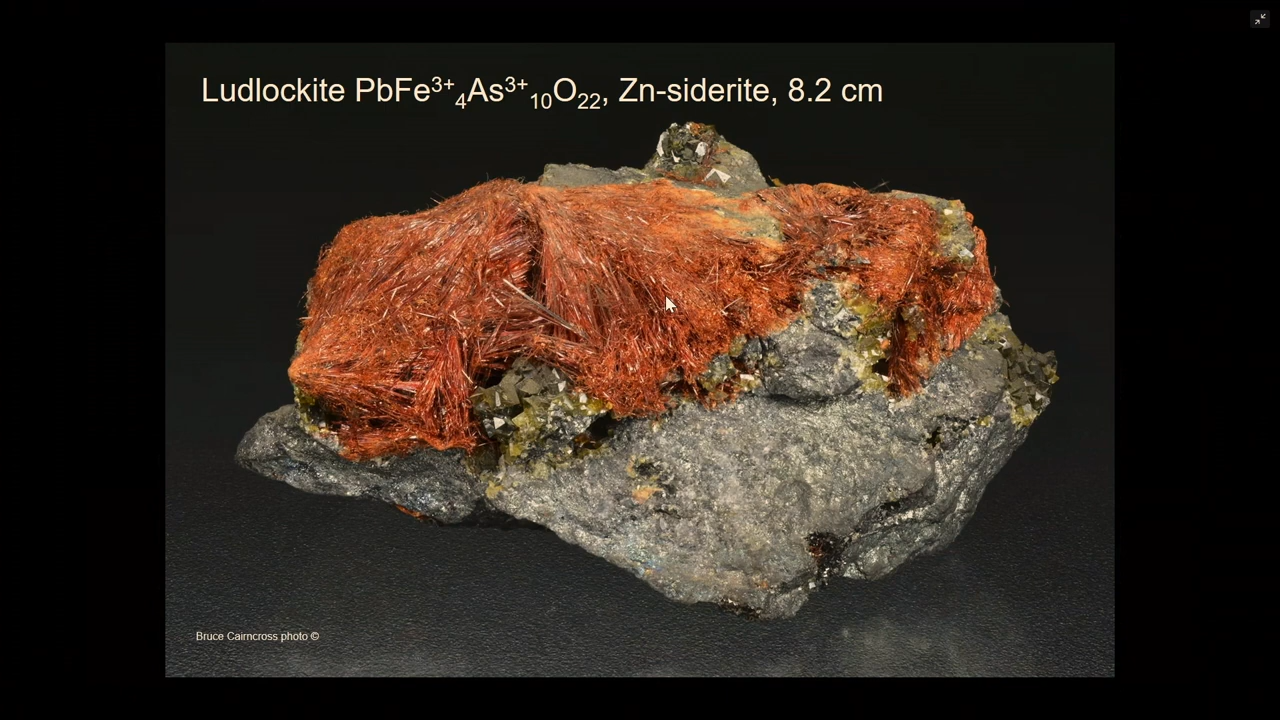 Ludlockite PbFe³⁺₄As³⁺₁₀O₂₂, Zn-siderite, 8.2 cm
Bruce Cairncross photo ©